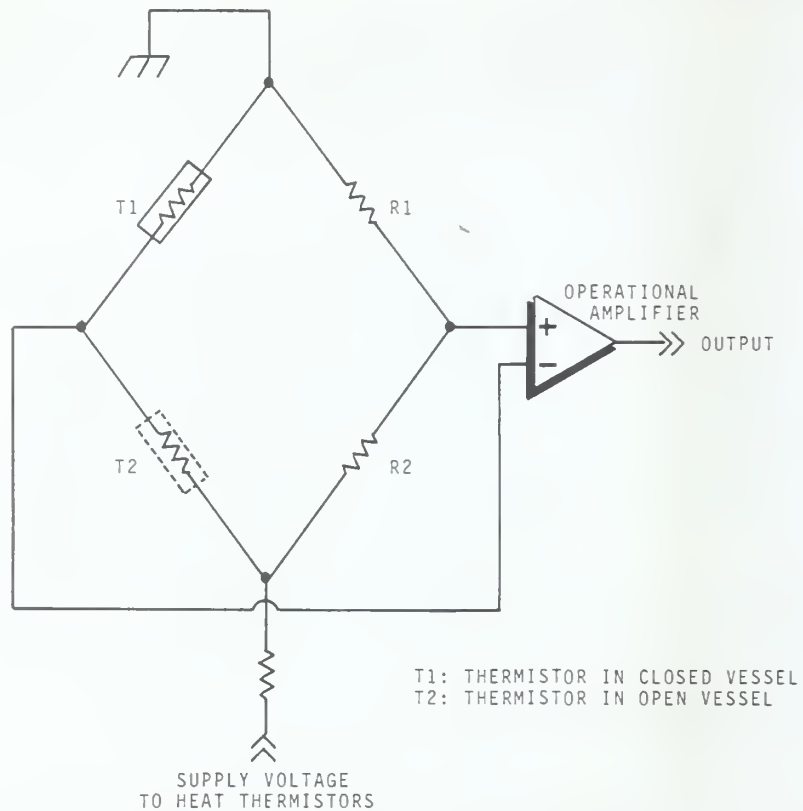 T1
R1
OPERATIONAL
AMPLIFIER
+
−
OUTPUT
T2
R2
T1: THERMISTOR IN CLOSED VESSEL
T2: THERMISTOR IN OPEN VESSEL
SUPPLY VOLTAGE
TO HEAT THERMISTORS